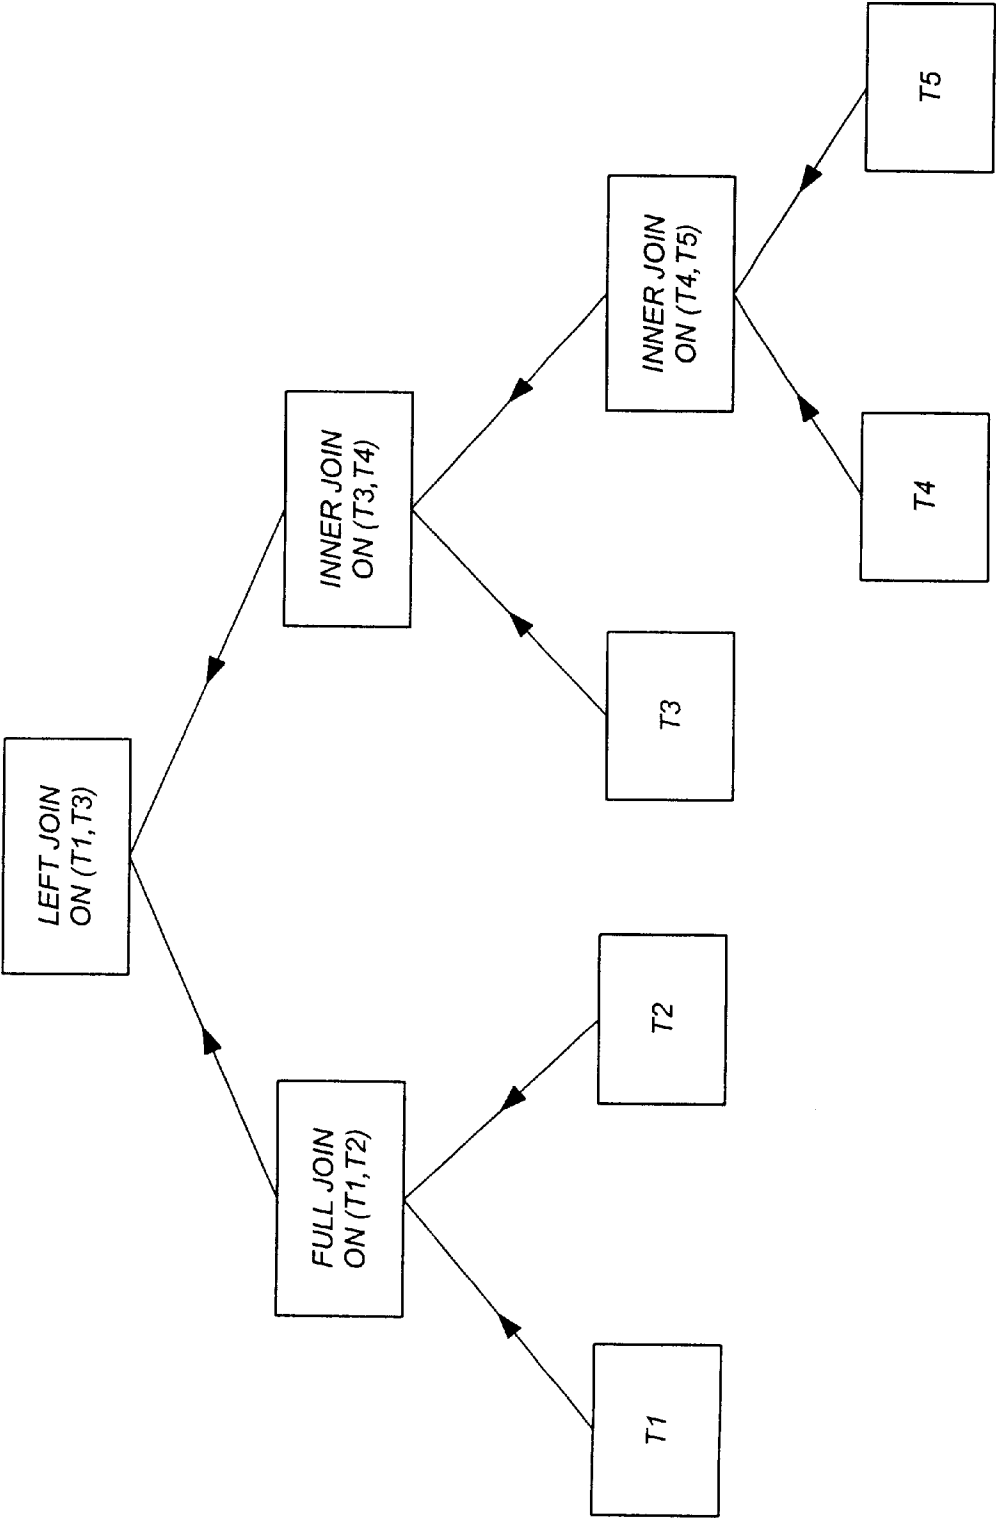 LEFT JOIN
ON (T1,T3)
FULL JOIN
ON (T1,T2)
INNER JOIN
ON (T3,T4)
T1
T2
T3
INNER JOIN
ON (T4,T5)
T4
T5